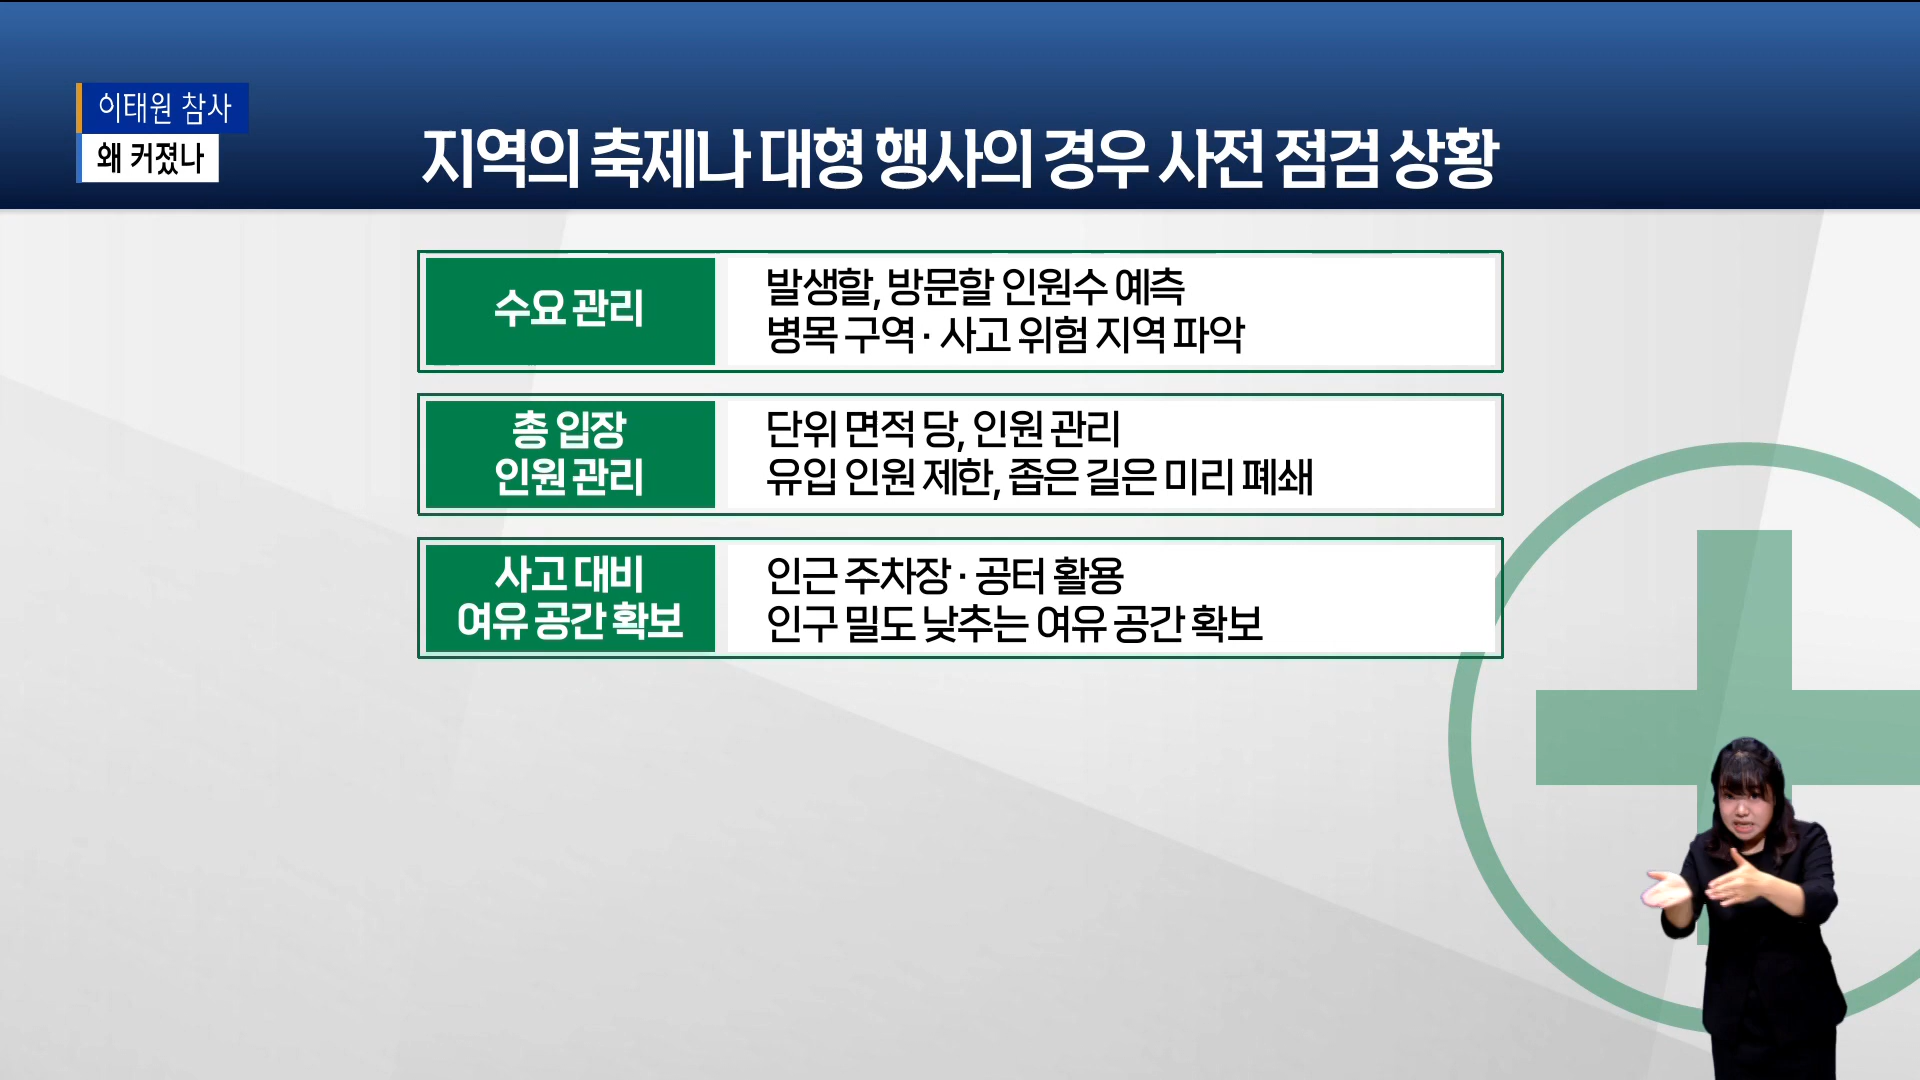 이태원 참사
왜 커졌나
지역의 축제나 대형 행사의 경우 사전 점검 상황
수요 관리
발생할, 방문할 인원수 예측
병목 구역 · 사고 위험 지역 파악
총 입장
인원 관리
단위 면적 당, 인원 관리
유입 인원 제한, 좁은 길은 미리 폐쇄
사고 대비
여유 공간 확보
인근 주차장 · 공터 활용
인구 밀도 낮추는 여유 공간 확보